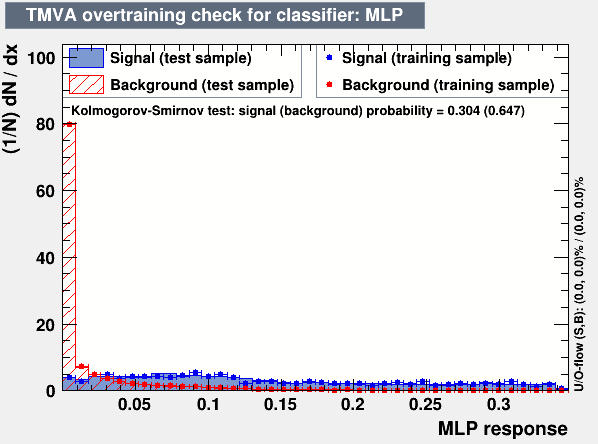 TMVA overtraining check for classifier: MLP
Signal (test sample)
Background (test sample)
Signal (training sample)
Background (training sample)
Kolmogorov-Smirnov test: signal (background) probability = 0.304 (0.647)
(1/N) dN / dx
100
80
60
40
20
0
0.05
0.1
0.15
0.2
0.25
0.3
MLP response
U/O-flow (S,B): (0.0, 0.0)% / (0.0, 0.0)%